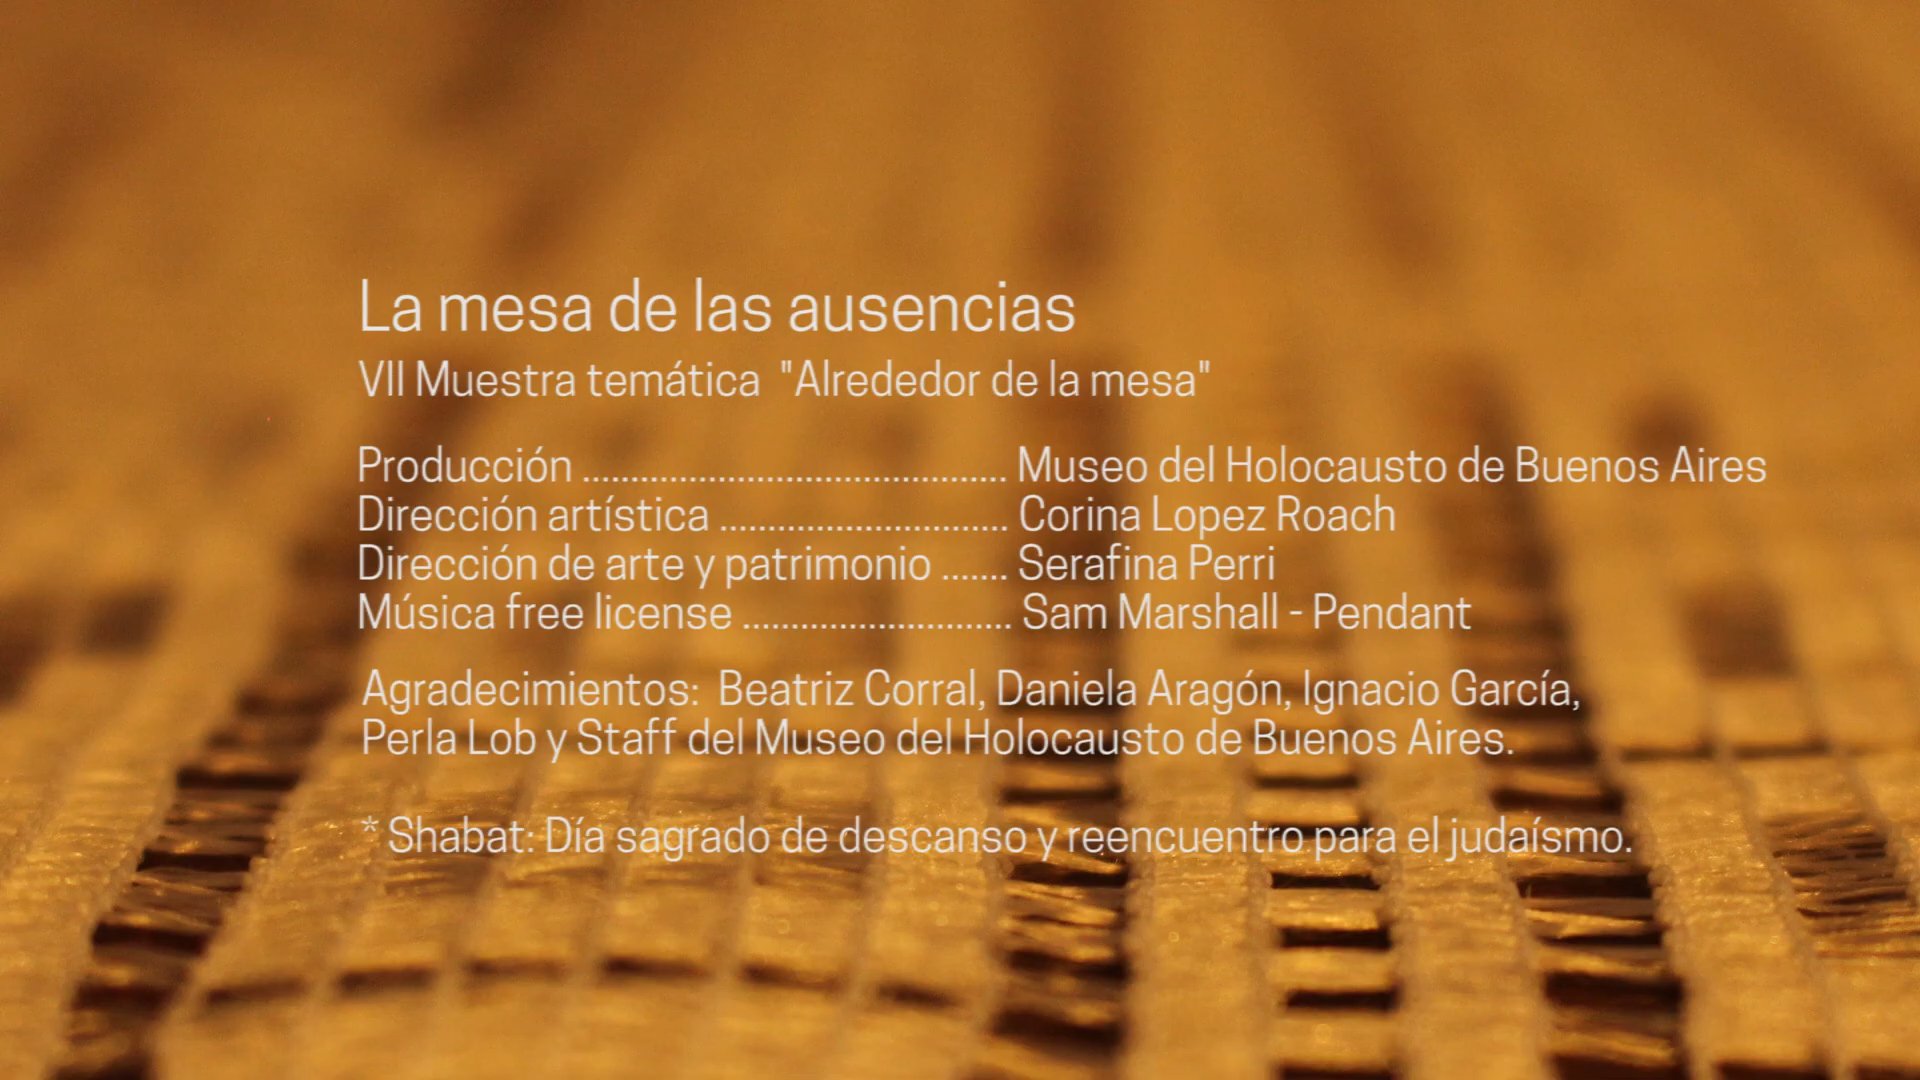 La mesa de las ausencias
VII Muestra temática "Alrededor de la mesa"
Producción ............................................ Museo del Holocausto de Buenos Aires
Dirección artística .............................. Corina Lopez Roach
Dirección de arte y patrimonio ....... Serafina Perri
Música free license ............................ Sam Marshall - Pendant
Agradecimientos: Beatriz Corral, Daniela Aragón, Ignacio García,
Perla Lob y Staff del Museo del Holocausto de Buenos Aires.
* Shabat: Día sagrado de descanso y reencuentro para el judaísmo.